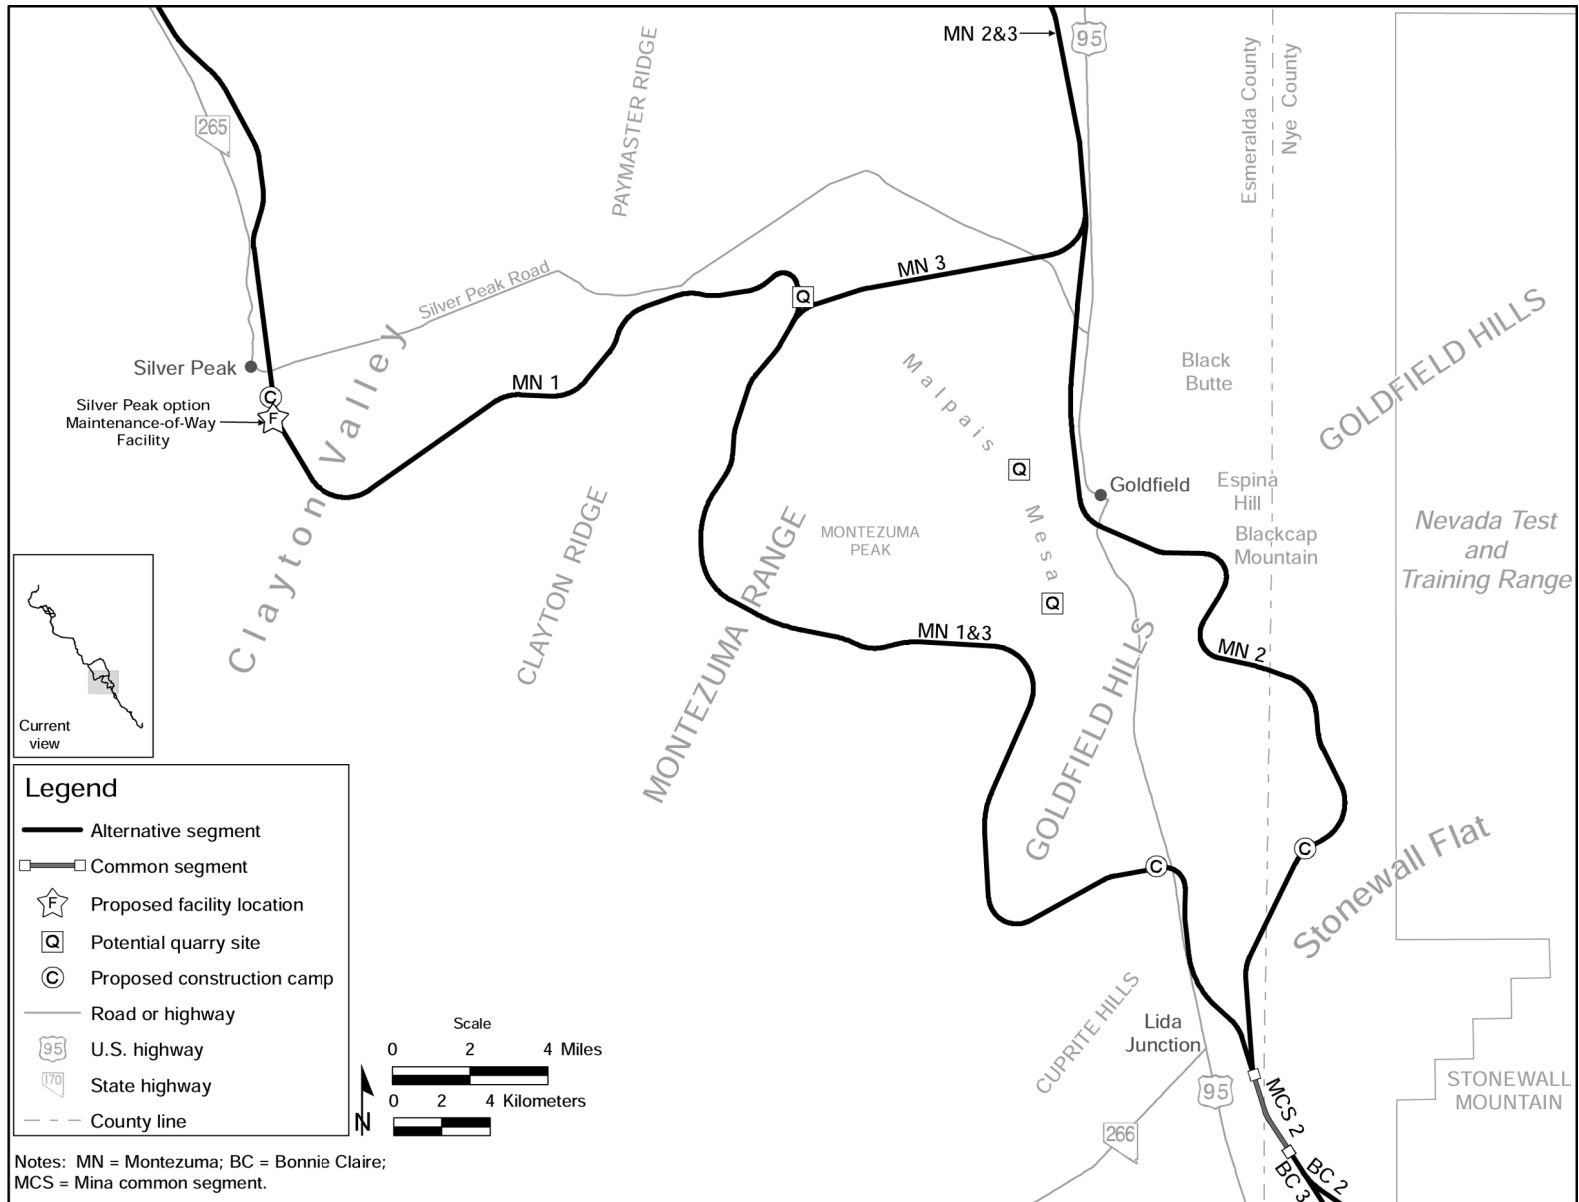 MN 2&3
95
Esmeralda County
Nye County
PAYMASTER RIDGE
265
MN 3
Silver Peak Road
Q
Silver Peak
C
F
Silver Peak option
Maintenance-of-Way
Facility
MN 1
Clayton Valley
Malpais Mesa
Q
Q
Black
Butte
GOLDFIELD HILLS
Goldfield
Espina
Hill
Blackcap
Mountain
Nevada Test
and
Training Range
MONTEZUMA
PEAK
CLAYTON RIDGE
MONTEZUMA RANGE
MN 1&3
GOLDFIELD HILLS
MN 2
C
C
Stonewall Flat
CUPRITE HILLS
Lida
Junction
95
266
MCS 2
BC 2
BC 3
STONEWALL
MOUNTAIN
Current
view
Legend
Alternative segment
Common segment
F Proposed facility location
Q Potential quarry site
C Proposed construction camp
Road or highway
95 U.S. highway
170 State highway
County line
Scale
0 2 4 Miles
0 2 4 Kilometers
N
Notes: MN = Montezuma; BC = Bonnie Claire;
MCS = Mina common segment.